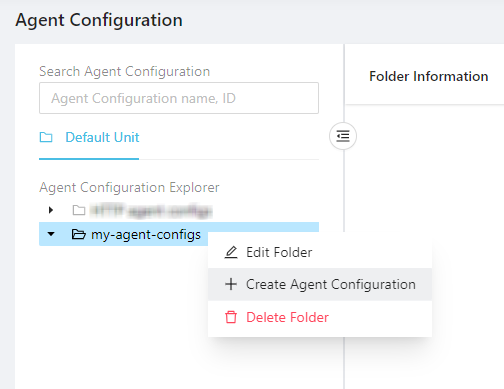 Agent Configuration
Search Agent Configuration
Agent Configuration name, ID
Default Unit
Agent Configuration Explorer
my-agent-configs
Edit Folder
Create Agent Configuration
Delete Folder
Folder Information